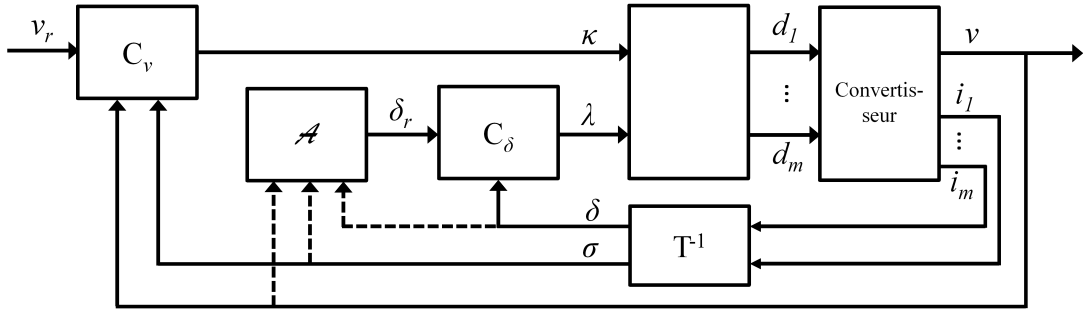 v_r
C_v
κ
d_1
⋮
d_m
Convertis-
seur
v
i_1
⋮
i_m
𝒜
δ_r
C_δ
λ
δ
σ
T⁻¹